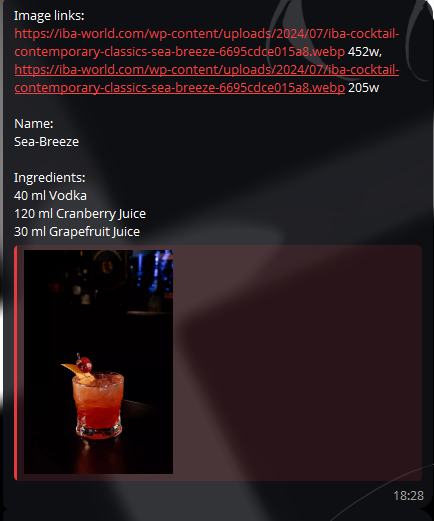 Image links:
https://iba-world.com/wp-content/uploads/2024/07/iba-cocktail-
contemporary-classics-sea-breeze-6695cdce015a8.webp 452w,
https://iba-world.com/wp-content/uploads/2024/07/iba-cocktail-
contemporary-classics-sea-breeze-6695cdce015a8.webp 205w
Name:
Sea-Breeze
Ingredients:
40 ml Vodka
120 ml Cranberry Juice
30 ml Grapefruit Juice
18:28